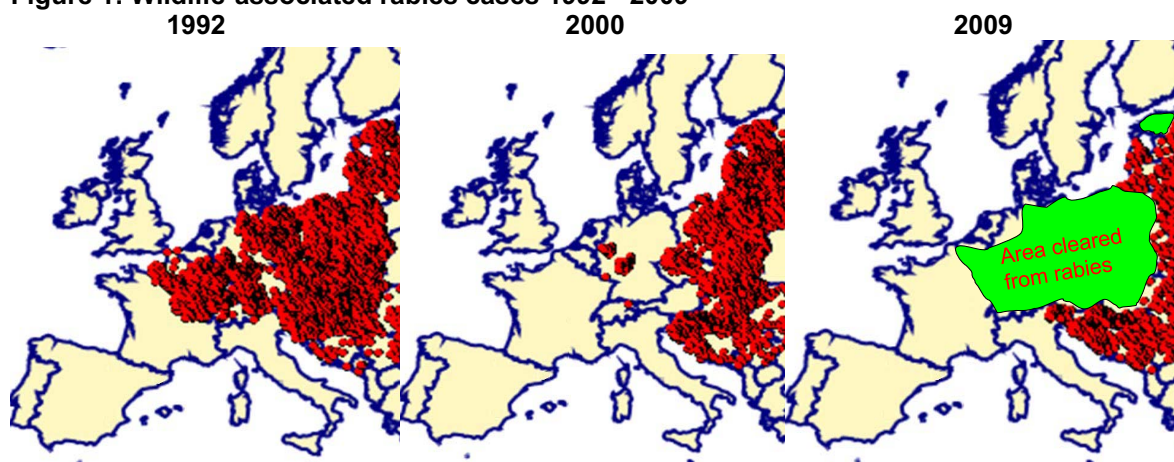 Figure 1: Wildlife-associated rabies cases 1992 - 2009
1992 2000 2009
Area cleared
from rabies